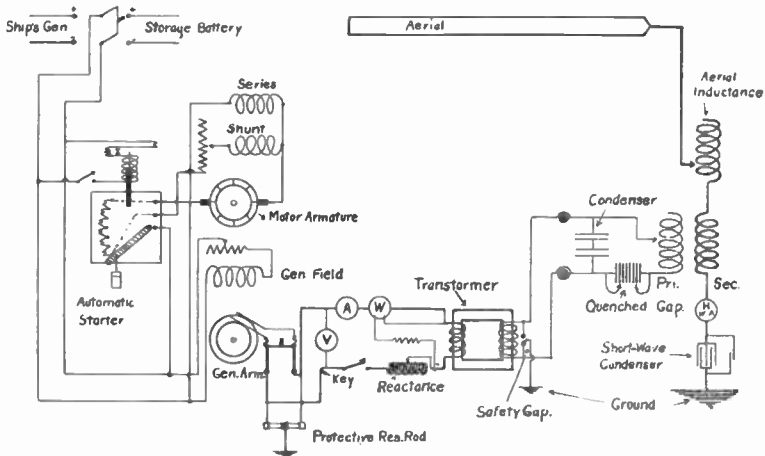 Ship's Gen
Storage Battery
Aerial
Aerial
Inductance
Series
Shunt
Condenser
Motor Armature
Gen Field
Automatic
Starter
Transformer
Pri.
Sec.
Quenched Gap.
A
W
V
H
W A
Gen. Arm.
Key
Reactance
Short-Wave
Condenser
Safety Gap.
Ground
Protective Res. Rod